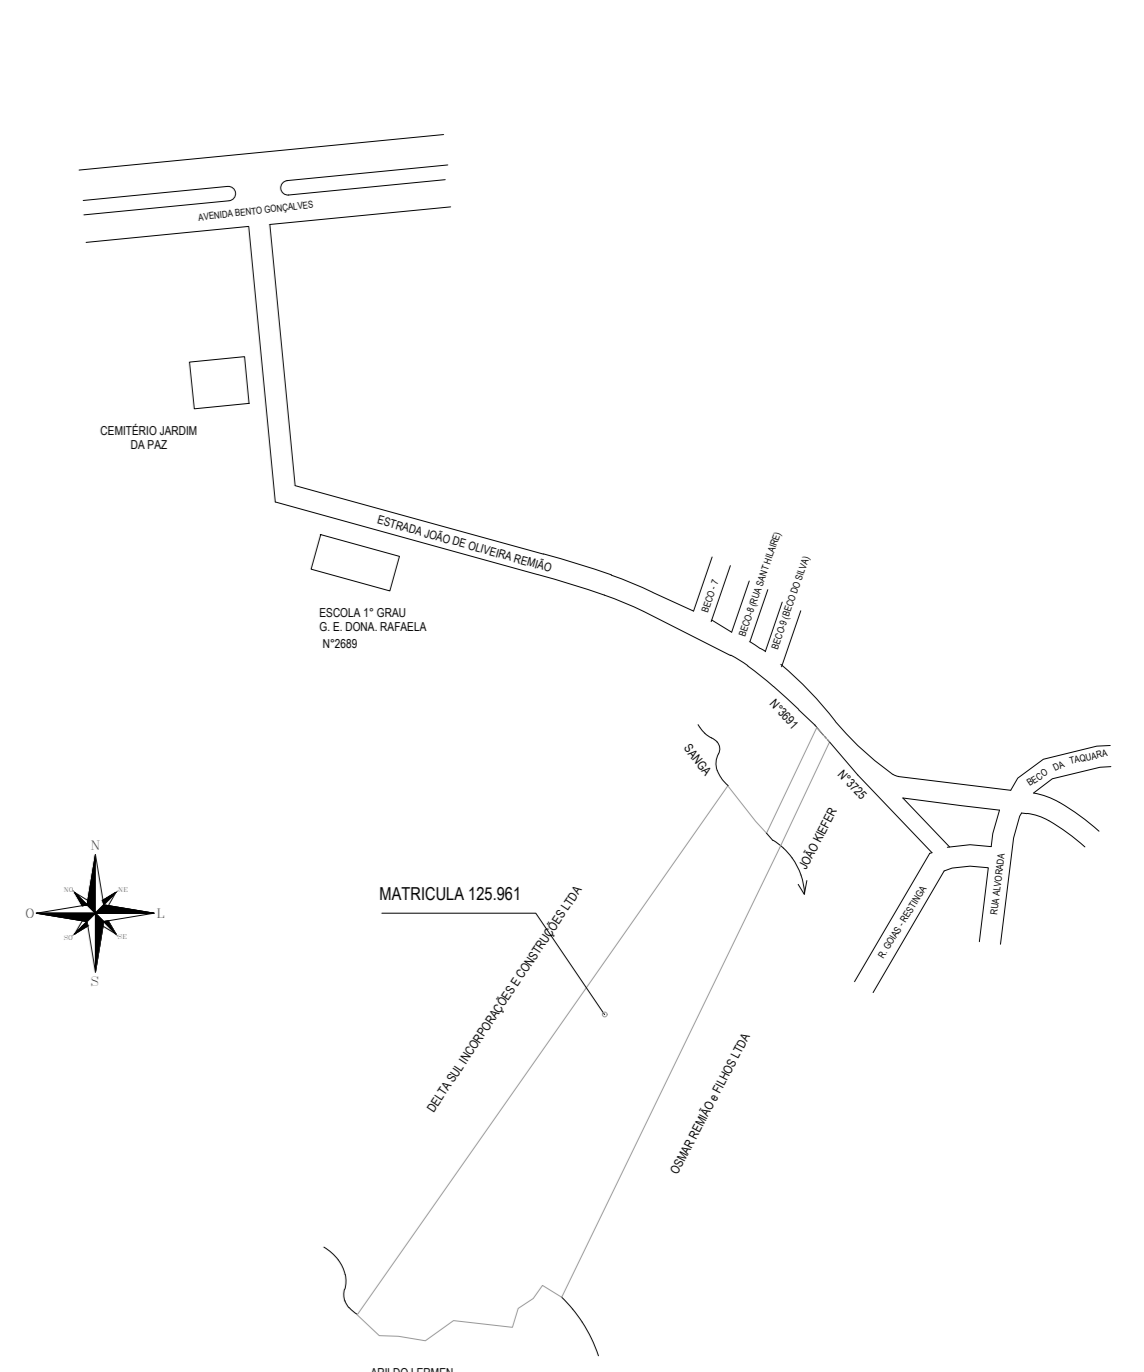 AVENIDA BENTO GONÇALVES
CEMITÉRIO JARDIM
DA PAZ
ESTRADA JOÃO DE OLIVEIRA REMIÃO
ESCOLA 1° GRAU
G. E. DONA. RAFAELA
N°2689
BECO - 7
BECO-8 (RUA SANT HILAIRE)
BECO-9 (BECO DO SILVA)
N°3691
SANGA
N°3725
BECO DA TAQUARA
JOÃO KIEFER
RUA ALVORADA
R. GOIAS - RESTINGA
N
NO
NE
O
L
SO
SE
S
MATRICULA 125.961
DELTA SUL INCORPORAÇÕES E CONSTRUÇÕES LTDA
OSMAR REMIÃO e FILHOS LTDA